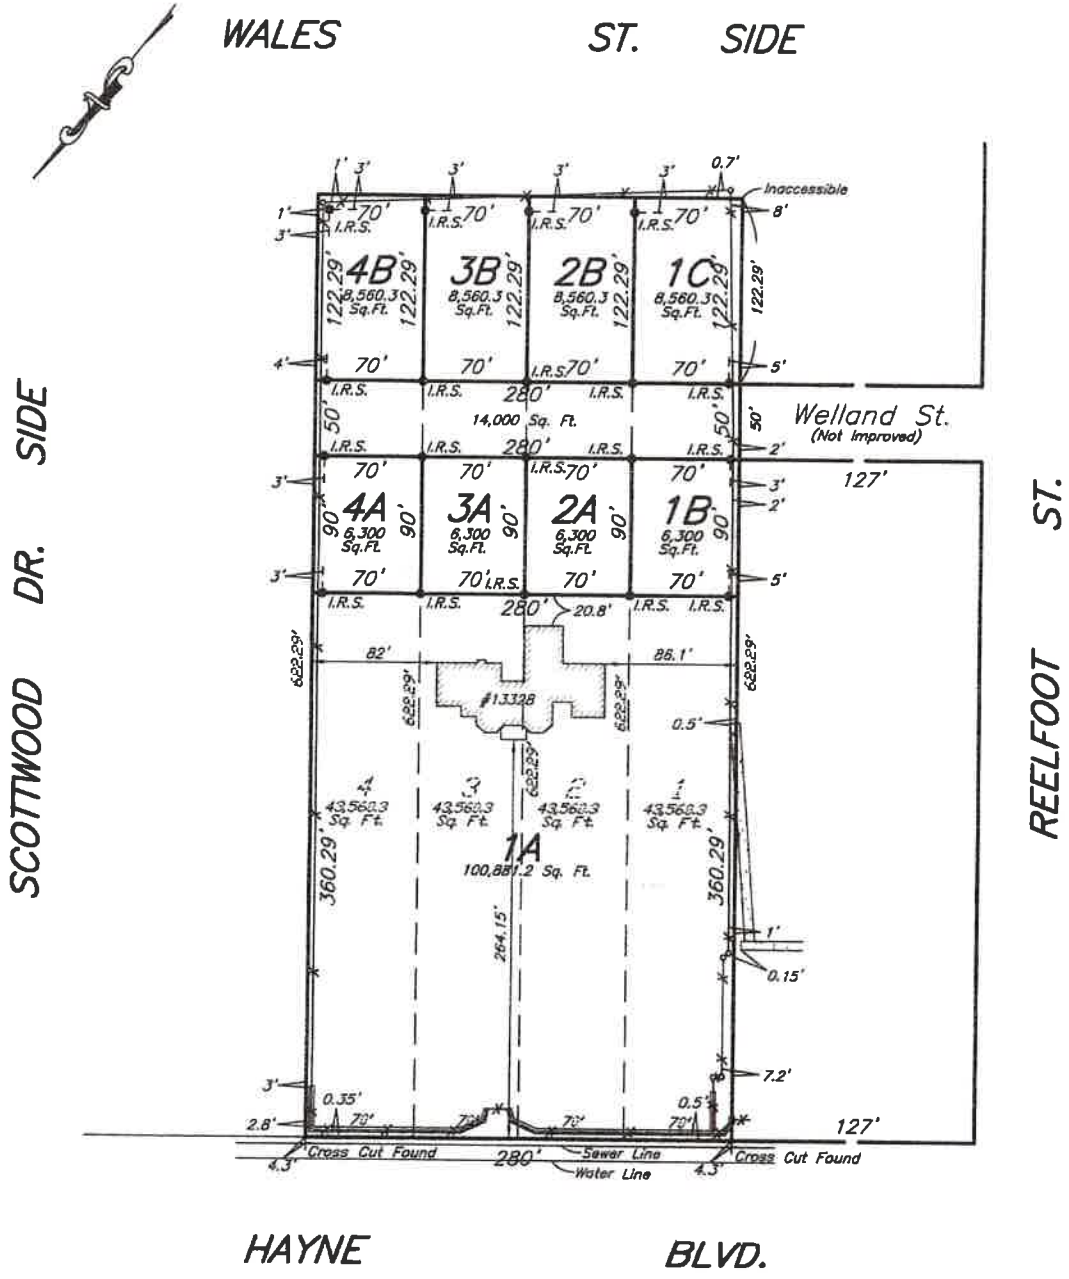 WALES ST. SIDE
1' 3' 3' 3' 3' 0.7'
Inaccessible
1' 70' 70' 70' 70' 8'
3' I.R.S. I.R.S. I.R.S. I.R.S.
4B 3B 2B 1C
122.29' 122.29' 122.29' 122.29' 122.29' 122.29'
8,560.3 8,560.3 8,560.3 8,560.3
Sq.Ft. Sq.Ft. Sq.Ft. Sq.Ft.
4' 70' 70' I.R.S. 70' 70' 5'
I.R.S. I.R.S. 280' I.R.S. I.R.S.
50' 14,000 Sq. Ft. 50' 50' Welland St.
(Not Improved)
I.R.S. I.R.S. 280' I.R.S. I.R.S. 2'
3' 70' 70' I.R.S. 70' 70' 3' 127'
2'
4A 3A 2A 1B
90' 90' 90' 90' 90'
6,300 6,300 6,300 6,300
Sq.Ft. Sq.Ft. Sq.Ft. Sq.Ft.
3' 70' 70' I.R.S. 70' 70' 5'
I.R.S. I.R.S. 280' 20.8' I.R.S. I.R.S.
622.29' 82' 86.1' 622.29'
622.29' #13328 622.29'
0.5'
622.29'
4 3 2 1
43,560.3 43,560.3 43,560.3 43,560.3
Sq. Ft. Sq. Ft. Sq. Ft. Sq. Ft.
1A
360.29' 100,881.2 Sq. Ft. 360.29'
264.15'
1'
0.15'
7.2'
3' 0.35' 0.5'
2.8' 70' 70' 70' 70' 127'
4.3' Cross Cut Found 280' Sewer Line 4.3' Cross Cut Found
Water Line
SCOTTWOOD DR. SIDE
REELFOOT ST.
HAYNE BLVD.